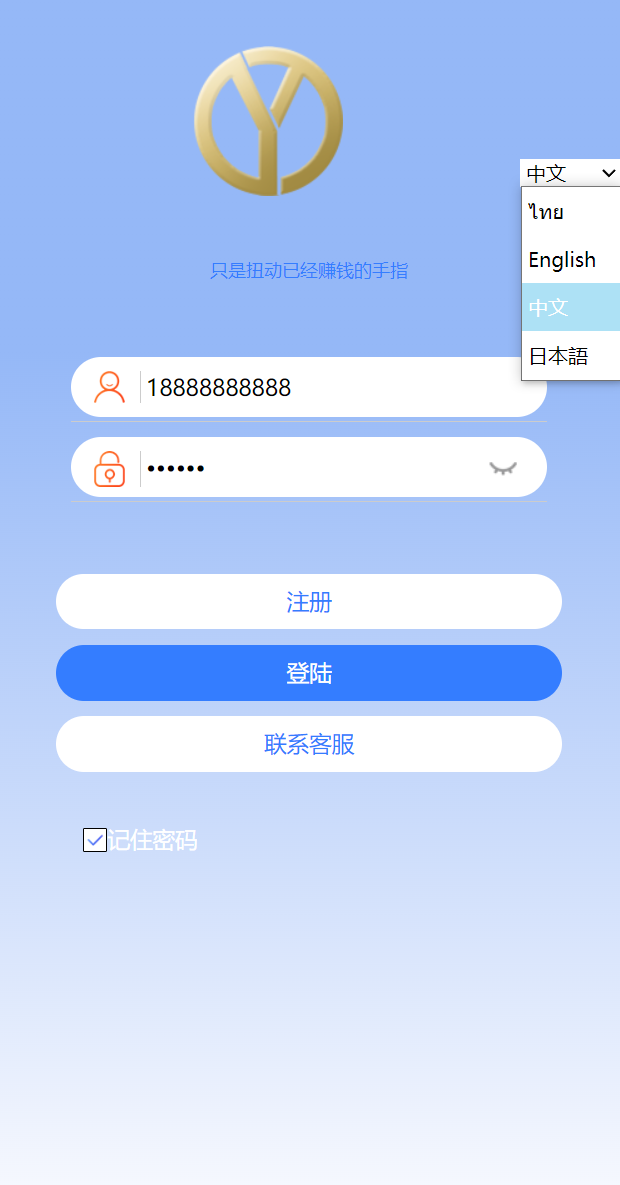 中文
ไทย
English
中文
日本語
只是扭动已经赚钱的手指
18888888888
••••••
注册
登陆
联系客服
记住密码